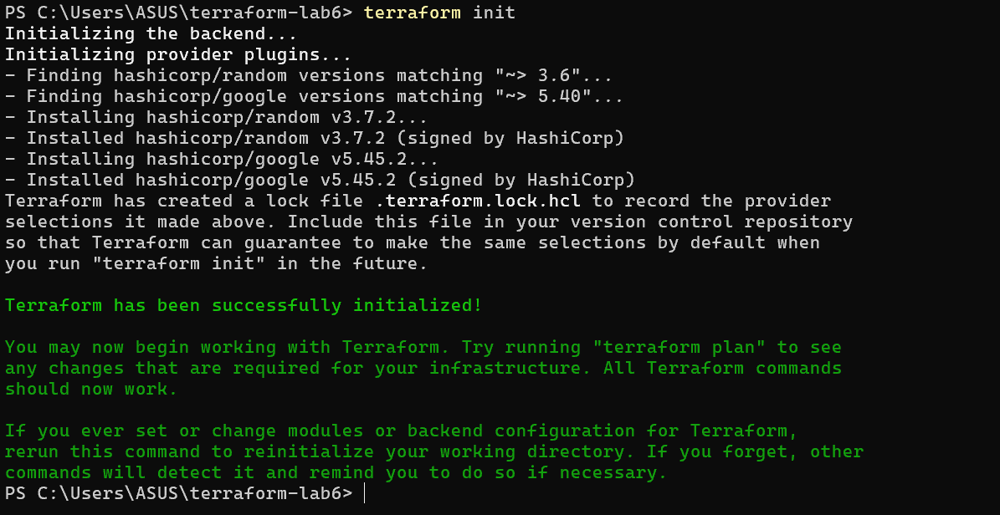 PS C:\Users\ASUS\terraform-lab6> terraform init
Initializing the backend...
Initializing provider plugins...
- Finding hashicorp/random versions matching "~> 3.6"...
- Finding hashicorp/google versions matching "~> 5.40"...
- Installing hashicorp/random v3.7.2...
- Installed hashicorp/random v3.7.2 (signed by HashiCorp)
- Installing hashicorp/google v5.45.2...
- Installed hashicorp/google v5.45.2 (signed by HashiCorp)
Terraform has created a lock file .terraform.lock.hcl to record the provider
selections it made above. Include this file in your version control repository
so that Terraform can guarantee to make the same selections by default when
you run "terraform init" in the future.
Terraform has been successfully initialized!
You may now begin working with Terraform. Try running "terraform plan" to see
any changes that are required for your infrastructure. All Terraform commands
should now work.
If you ever set or change modules or backend configuration for Terraform,
rerun this command to reinitialize your working directory. If you forget, other
commands will detect it and remind you to do so if necessary.
PS C:\Users\ASUS\terraform-lab6>